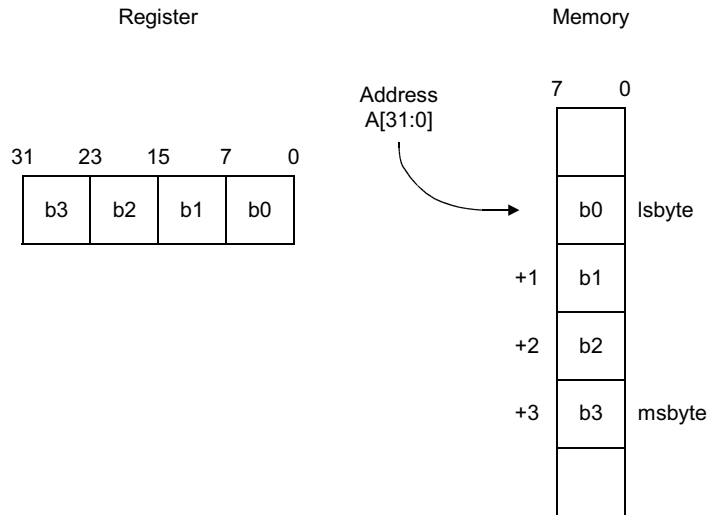 Register
Memory
Address
A[31:0]
7 0
31 23 15 7 0
b3 b2 b1 b0
b0 lsbyte
+1 b1
+2 b2
+3 b3 msbyte